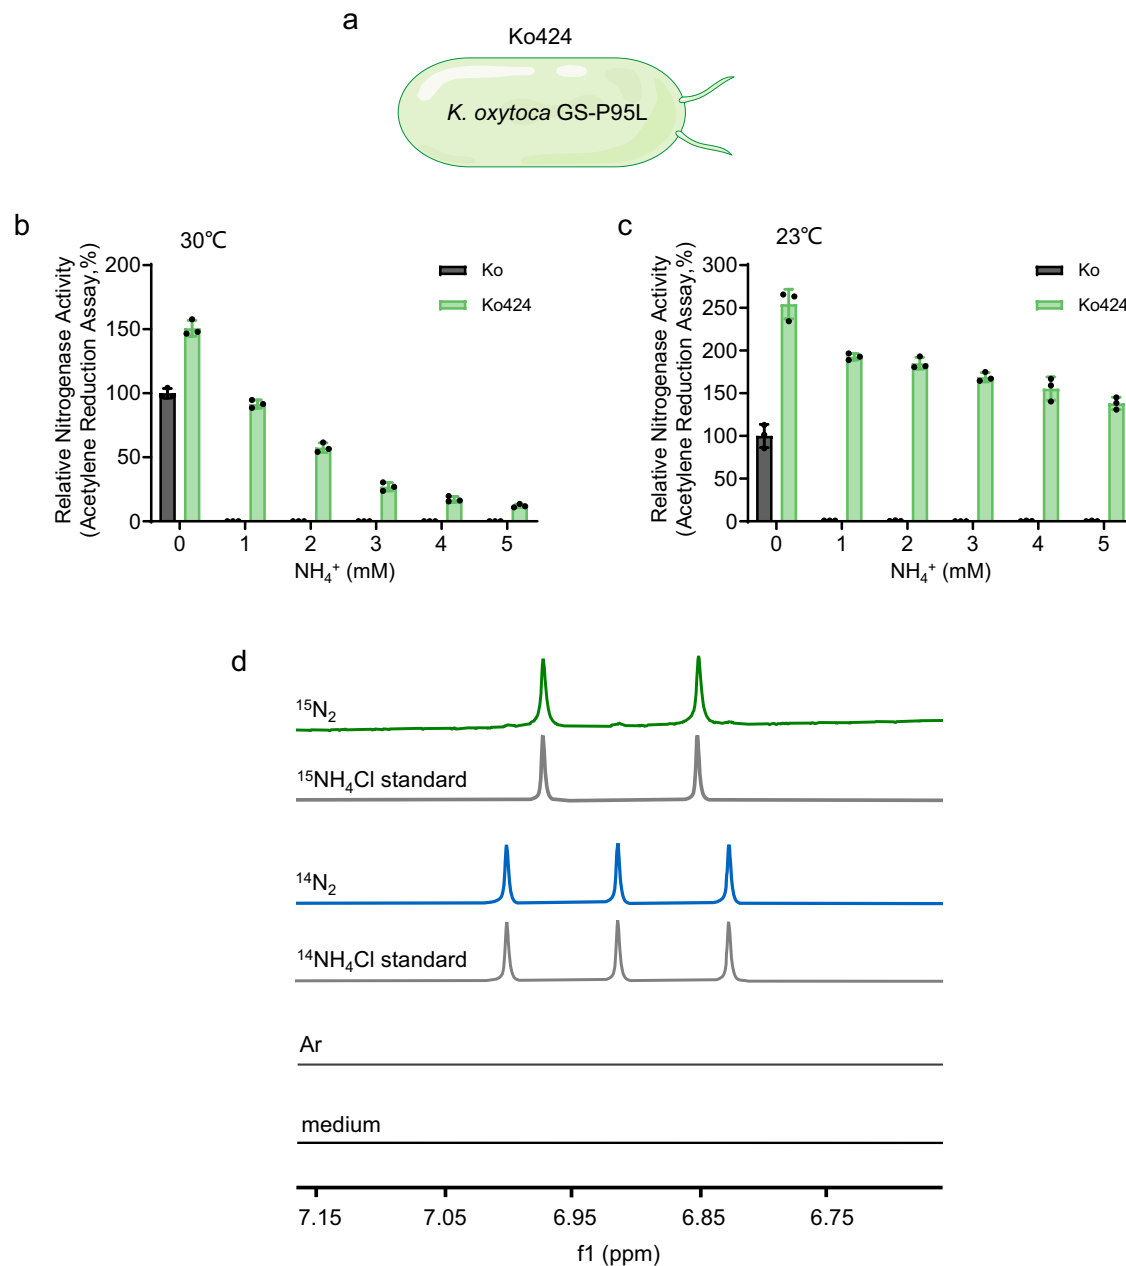 a
Ko424
K. oxytoca GS-P95L
b
30℃
Relative Nitrogenase Activity
(Acetylene Reduction Assay,%)
200
150
100
50
0
Ko
Ko424
0 1 2 3 4 5
NH₄⁺ (mM)
c
23℃
Relative Nitrogenase Activity
(Acetylene Reduction Assay,%)
300
250
200
150
100
50
0
Ko
Ko424
0 1 2 3 4 5
NH₄⁺ (mM)
d
¹⁵N₂
¹⁵NH₄Cl standard
¹⁴N₂
¹⁴NH₄Cl standard
Ar
medium
7.15 7.05 6.95 6.85 6.75
f1 (ppm)